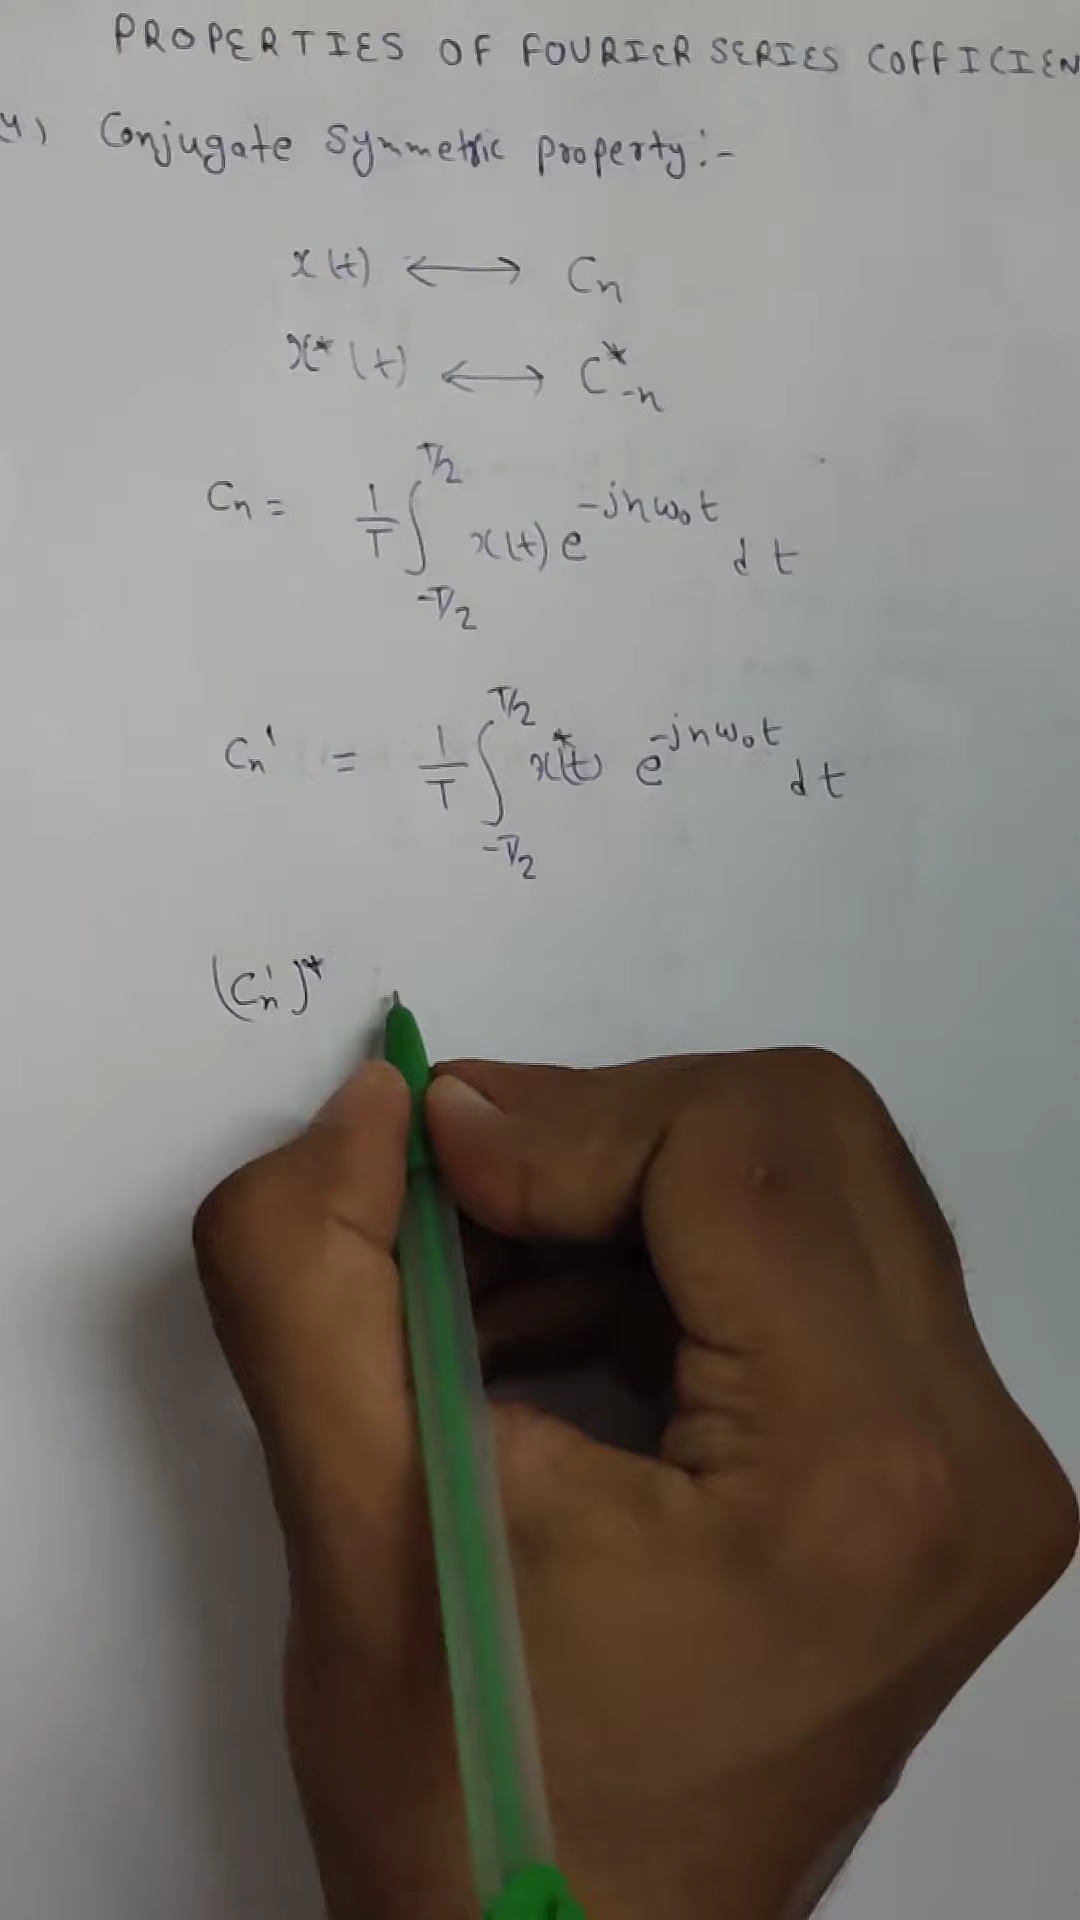 PROPERTIES OF FOURIER SERIES COFFICIEN
4) Conjugate Symmetric property:-
x(t) ⟷ Cn
x*(t) ⟷ C*-n
Cn = 1/T ∫_{-T/2}^{T/2} x(t) e^{-jnω₀t} dt
Cn' = 1/T ∫_{-T/2}^{T/2} x*(t) e^{-jnω₀t} dt
(Cn')*